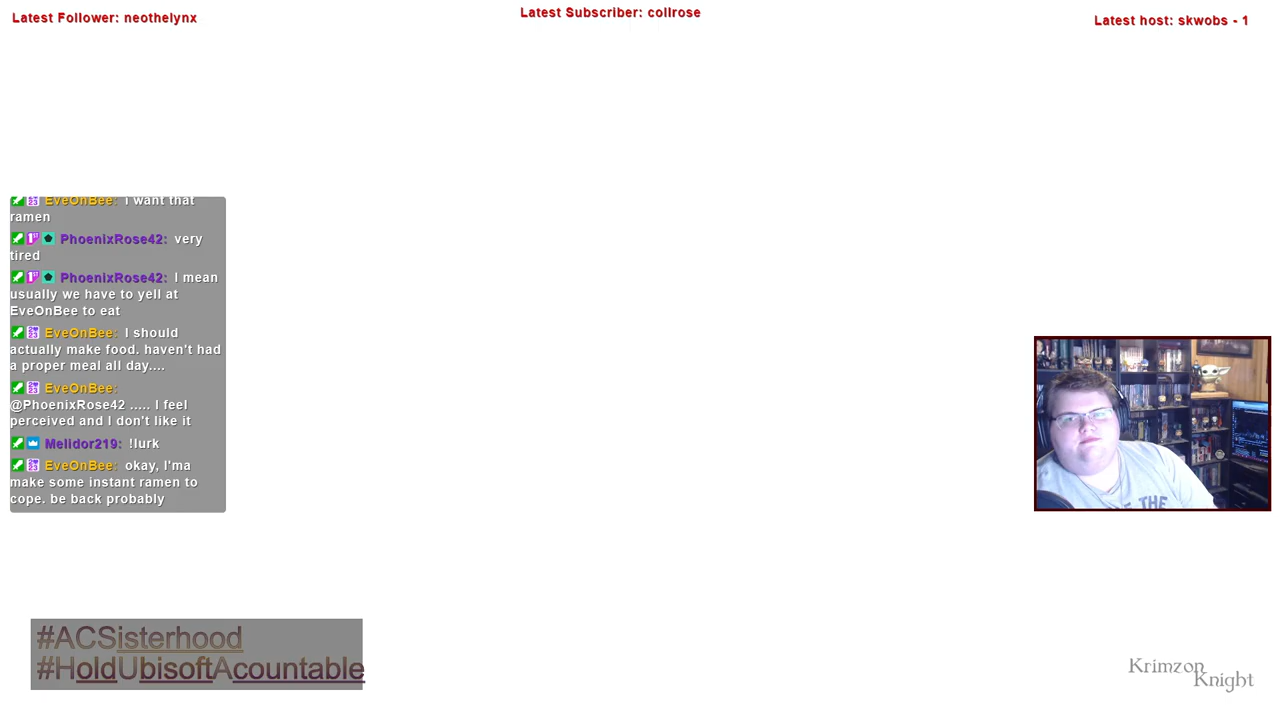 Latest Follower: neothelynx
Latest Subscriber: collrose
Latest host: skwobs - 1
EveOnBee: I want that
ramen
PhoenixRose42: very
tired
PhoenixRose42: I mean
usually we have to yell at
EveOnBee to eat
EveOnBee: I should
actually make food. haven't had
a proper meal all day....
EveOnBee:
@PhoenixRose42 ..... I feel
perceived and I don't like it
Melidor219: !lurk
EveOnBee: okay, I'ma
make some instant ramen to
cope. be back probably
THE
#ACSisterhood
#HoldUbisoftAcountable
Krimzon
Knight